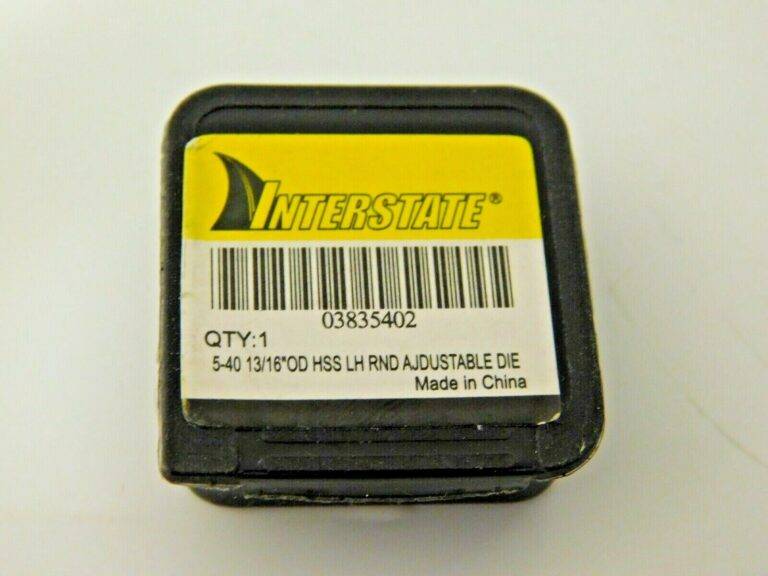 INTERSTATE®
03835402
QTY:1
5-40 13/16"OD HSS LH RND AJDUSTABLE DIE
Made in China